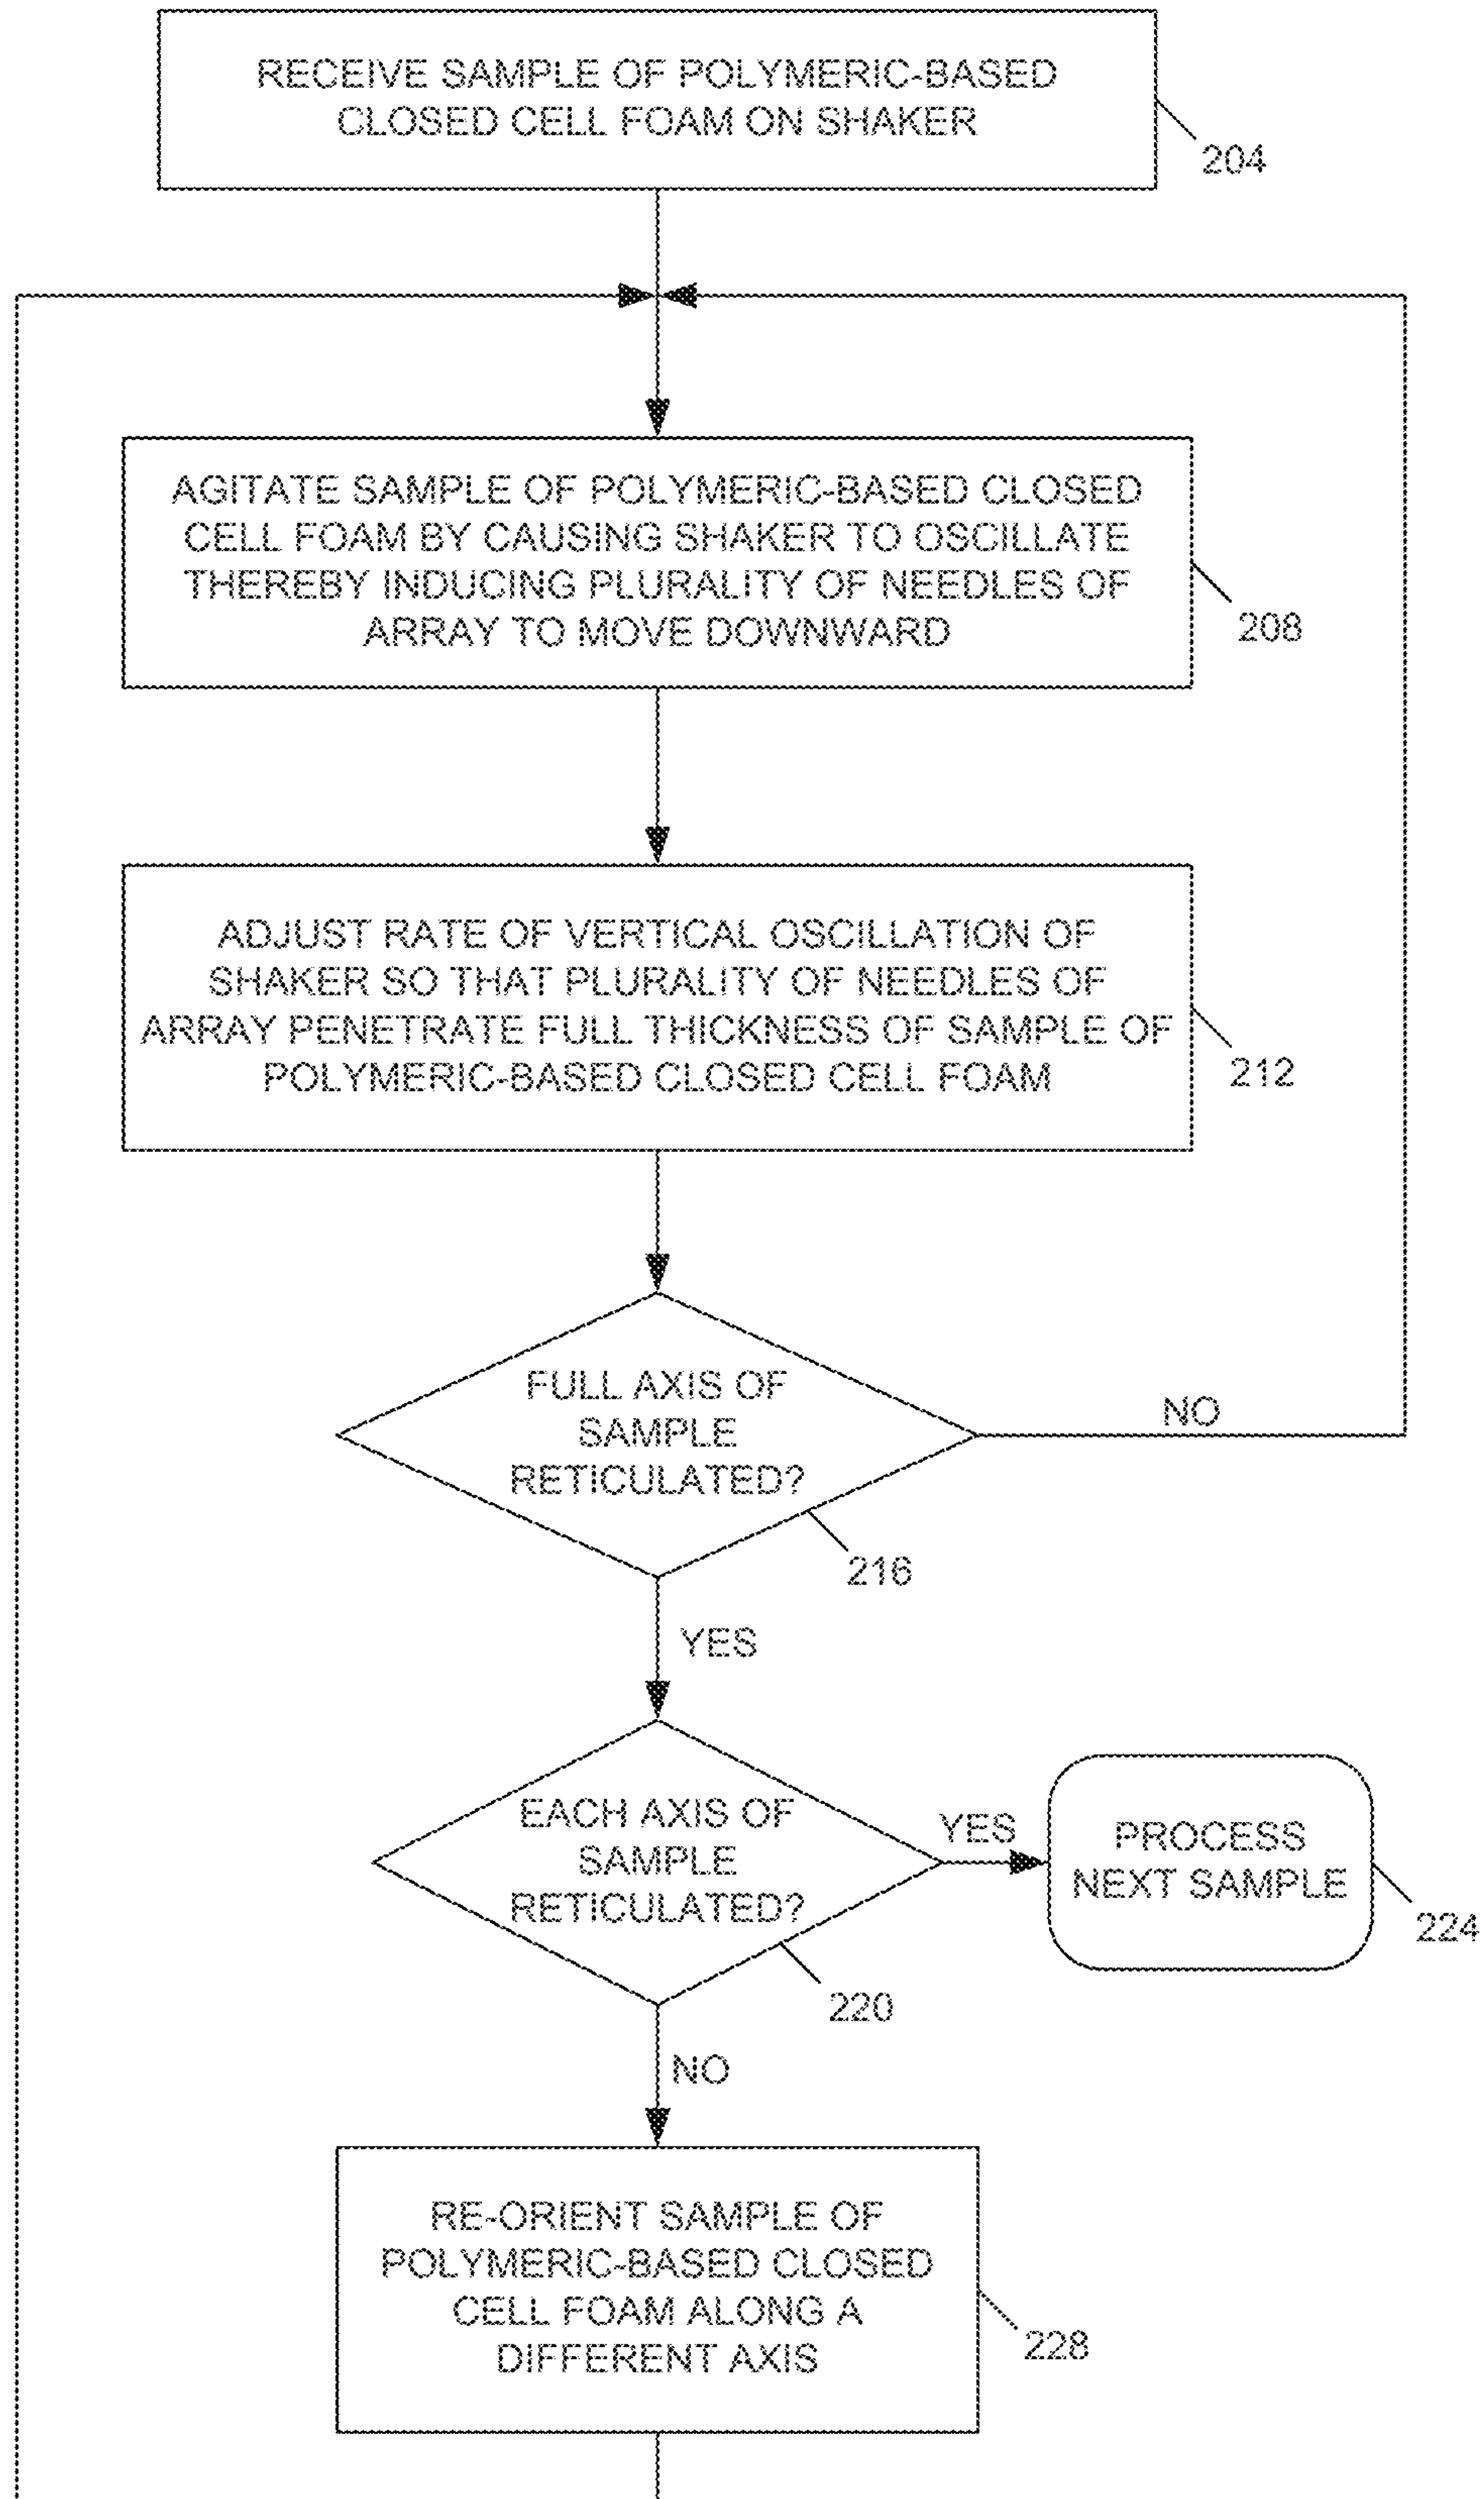 RECEIVE SAMPLE OF POLYMERIC-BASED
CLOSED CELL FOAM ON SHAKER
204
AGITATE SAMPLE OF POLYMERIC-BASED CLOSED
CELL FOAM BY CAUSING SHAKER TO OSCILLATE
THEREBY INDUCING PLURALITY OF NEEDLES OF
ARRAY TO MOVE DOWNWARD
208
ADJUST RATE OF VERTICAL OSCILLATION OF
SHAKER SO THAT PLURALITY OF NEEDLES OF
ARRAY PENETRATE FULL THICKNESS OF SAMPLE OF
POLYMERIC-BASED CLOSED CELL FOAM
212
FULL AXIS OF
SAMPLE
RETICULATED?
NO
216
YES
EACH AXIS OF
SAMPLE
RETICULATED?
YES
PROCESS
NEXT SAMPLE
224
220
NO
RE-ORIENT SAMPLE OF
POLYMERIC-BASED CLOSED
CELL FOAM ALONG A
DIFFERENT AXIS
228